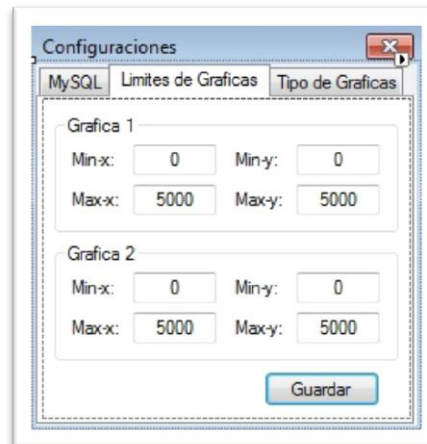 Configuraciones
MySQL Limites de Graficas Tipo de Graficas
Grafica 1
Min-x: 0 Min-y: 0
Max-x: 5000 Max-y: 5000
Grafica 2
Min-x: 0 Min-y: 0
Max-x: 5000 Max-y: 5000
Guardar